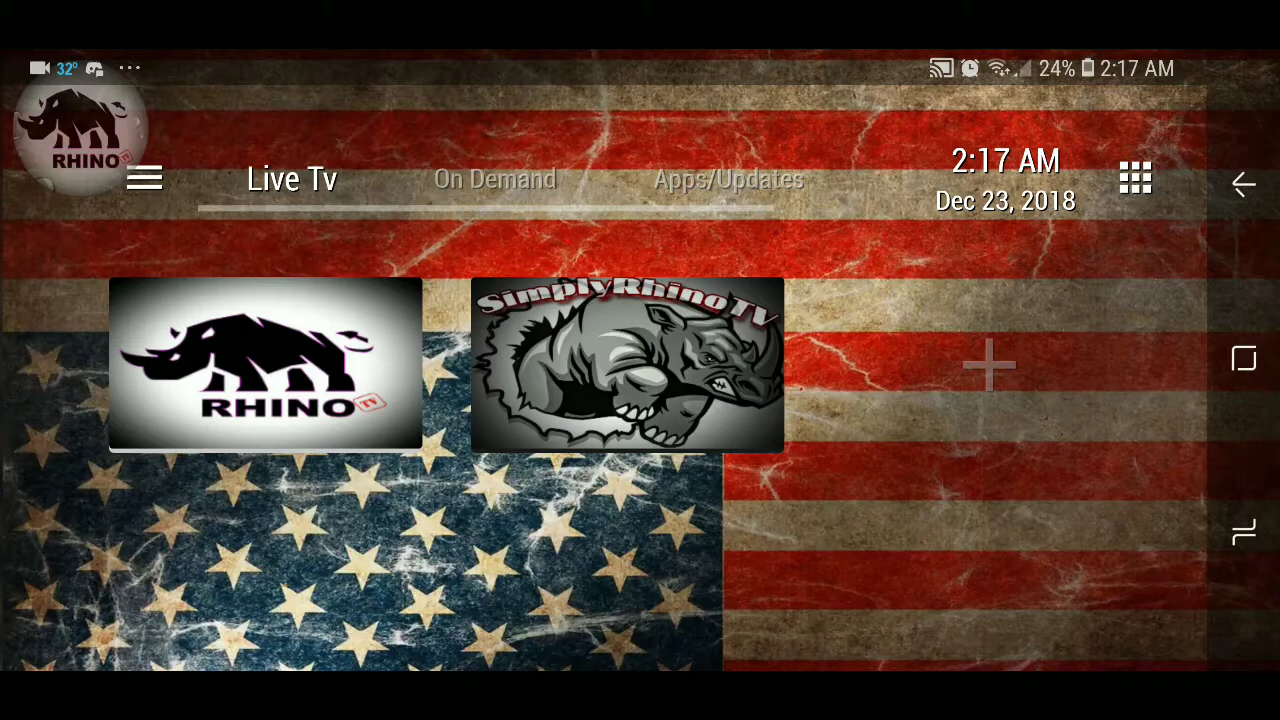 32°
24%
2:17 AM
RHINO
Live Tv
On Demand
Apps/Updates
2:17 AM
Dec 23, 2018
RHINO TV
SimplyRhinoTV